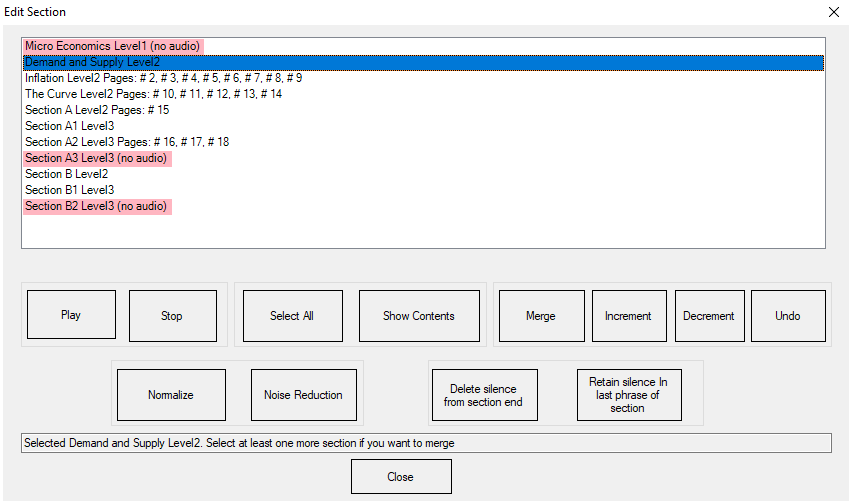 Edit Section
Micro Economics Level1 (no audio)
Demand and Supply Level2
Inflation Level2 Pages: # 2, # 3, # 4, # 5, # 6, # 7, # 8, # 9
The Curve Level2 Pages: # 10, # 11, # 12, # 13, # 14
Section A Level2 Pages: # 15
Section A1 Level3
Section A2 Level3 Pages: # 16, # 17, # 18
Section A3 Level3 (no audio)
Section B Level2
Section B1 Level3
Section B2 Level3 (no audio)
Play
Stop
Select All
Show Contents
Merge
Increment
Decrement
Undo
Normalize
Noise Reduction
Delete silence
from section end
Retain silence In
last phrase of
section
Selected Demand and Supply Level2. Select at least one more section if you want to merge
Close